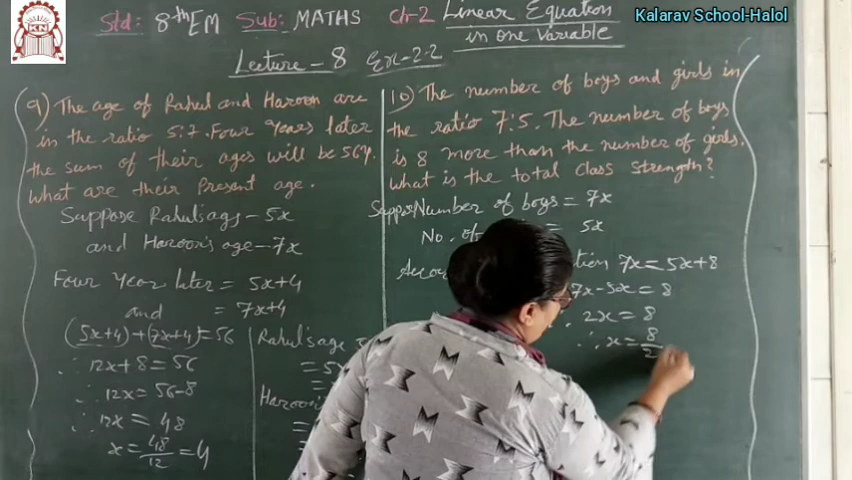 Kalarav School-Halol
KN
Std: 8th EM Sub: MATHS Ch-2 Linear Equation
in one variable
Lecture - 8 Ex-2.2
9) The age of Rahul and Haroon are
in the ratio 5:7. Four Years later
the sum of their ages will be 56y.
what are their Present age.
Suppose Rahul's ags - 5x
and Haroon's age - 7x
Four Year later = 5x+4
and = 7x+4
(5x+4)+(7x+4) = 56
∴ 12x+8 = 56
∴ 12x = 56-8
∴ 12x = 48
x = 48/12 = 4
Rahul's age
= 5x
=
Haroon's
=
10) The number of boys and girls in
the ratio 7:5. The number of boys
is 8 more than the number of girls.
What is the total class strength?
Suppose Number of boys = 7x
No. of = 5x
7x = 5x+8
7x-5x = 8
∴ 2x = 8
∴ x = 8/2